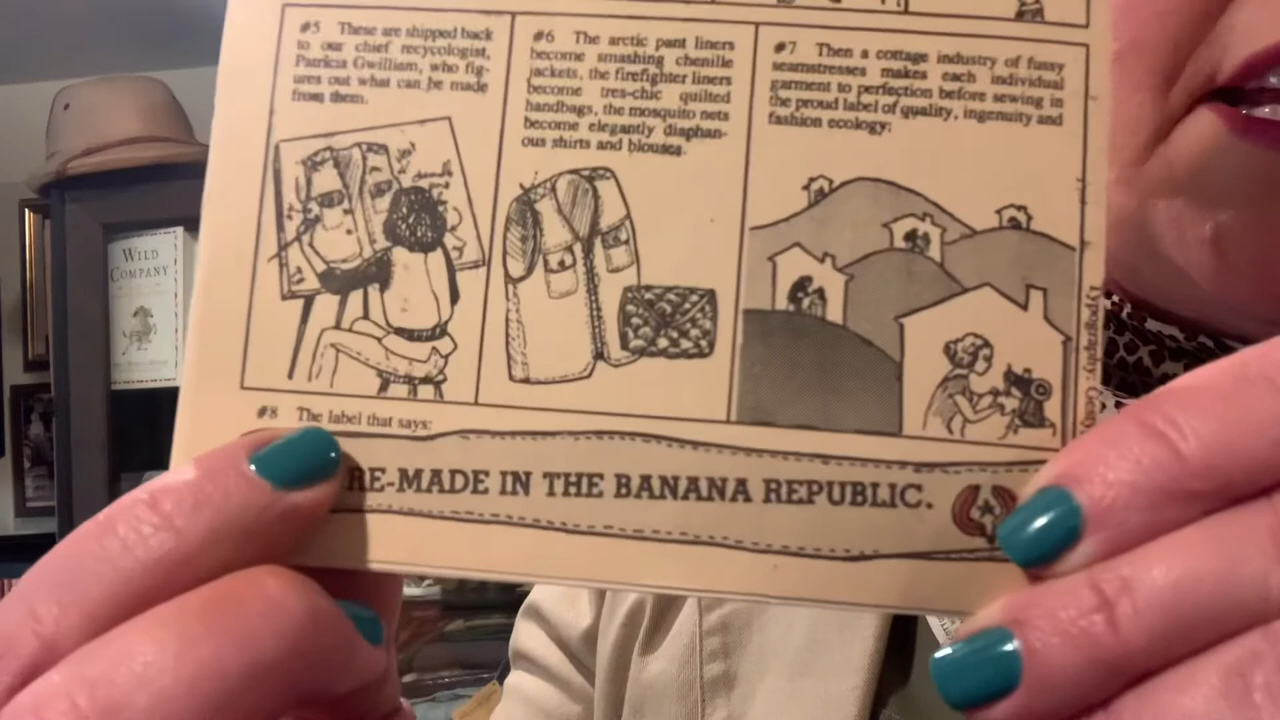 WILD
COMPANY
#5 These are shipped back
to our chief recycologist,
Patricia Gwilliam, who fig-
ures out what can be made
from them.
#6 The arctic pant liners
become smashing chenille
jackets, the firefighter liners
become tres-chic quilted
handbags, the mosquito nets
become elegantly diaphan-
ous shirts and blouses.
#7 Then a cottage industry of fussy
seamstresses makes each individual
garment to perfection before sewing in
the proud label of quality, ingenuity and
fashion ecology:
#8 The label that says:
RE-MADE IN THE BANANA REPUBLIC.
Typography: